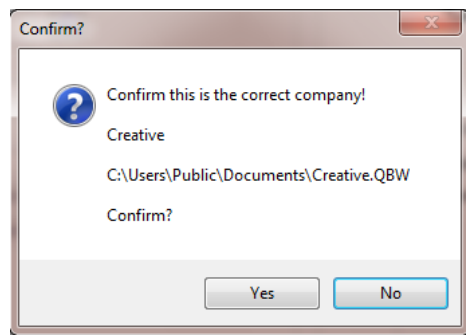 Confirm?
Confirm this is the correct company!
Creative
C:\Users\Public\Documents\Creative.QBW
Confirm?
Yes No